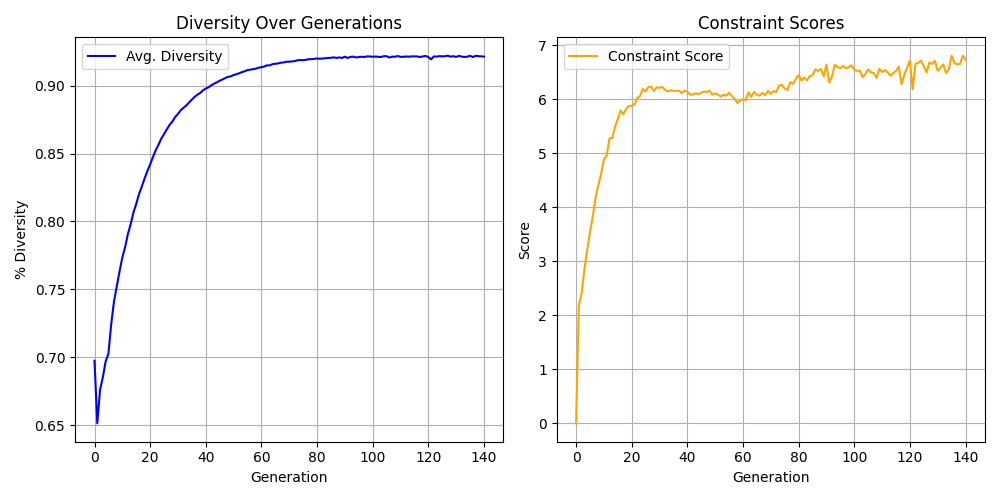 Diversity Over Generations
Avg. Diversity
% Diversity
0.90
0.85
0.80
0.75
0.70
0.65
0 20 40 60 80 100 120 140
Generation
Constraint Scores
Constraint Score
Score
7
6
5
4
3
2
1
0
0 20 40 60 80 100 120 140
Generation